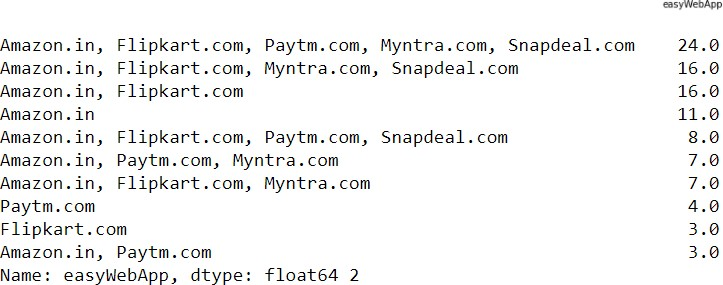 easyWebApp
Amazon.in, Flipkart.com, Paytm.com, Myntra.com, Snapdeal.com 24.0
Amazon.in, Flipkart.com, Myntra.com, Snapdeal.com 16.0
Amazon.in, Flipkart.com 16.0
Amazon.in 11.0
Amazon.in, Flipkart.com, Paytm.com, Snapdeal.com 8.0
Amazon.in, Paytm.com, Myntra.com 7.0
Amazon.in, Flipkart.com, Myntra.com 7.0
Paytm.com 4.0
Flipkart.com 3.0
Amazon.in, Paytm.com 3.0
Name: easyWebApp, dtype: float64 2